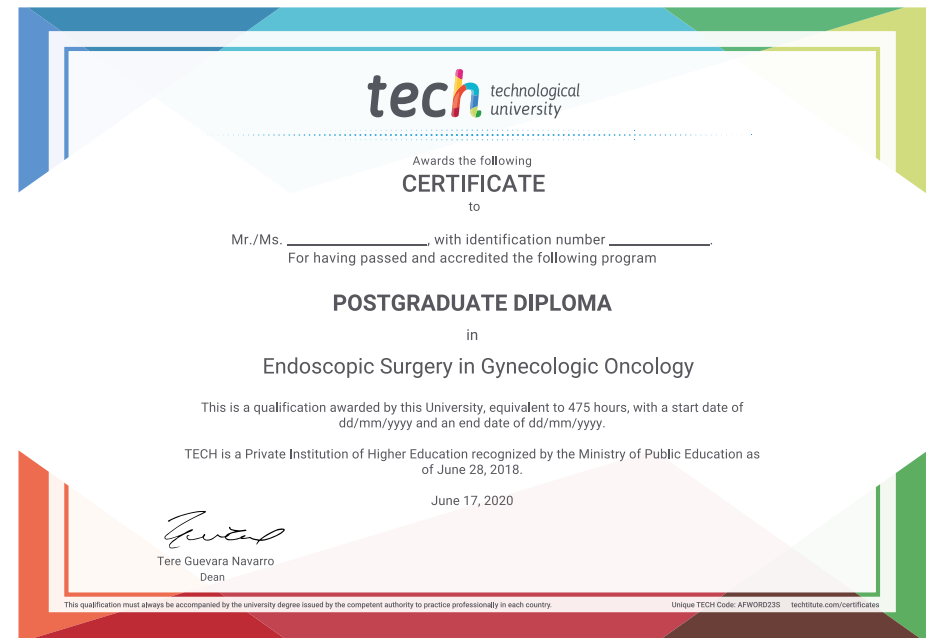 tech technological
university
Awards the following
CERTIFICATE
to
Mr./Ms. ____________________, with identification number ______________.
For having passed and accredited the following program
POSTGRADUATE DIPLOMA
in
Endoscopic Surgery in Gynecologic Oncology
This is a qualification awarded by this University, equivalent to 475 hours, with a start date of
dd/mm/yyyy and an end date of dd/mm/yyyy.
TECH is a Private Institution of Higher Education recognized by the Ministry of Public Education as
of June 28, 2018.
June 17, 2020
Tere Guevara Navarro
Dean
This qualification must always be accompanied by the university degree issued by the competent authority to practice professionally in each country. Unique TECH Code: AFWORD23S techtitute.com/certificates